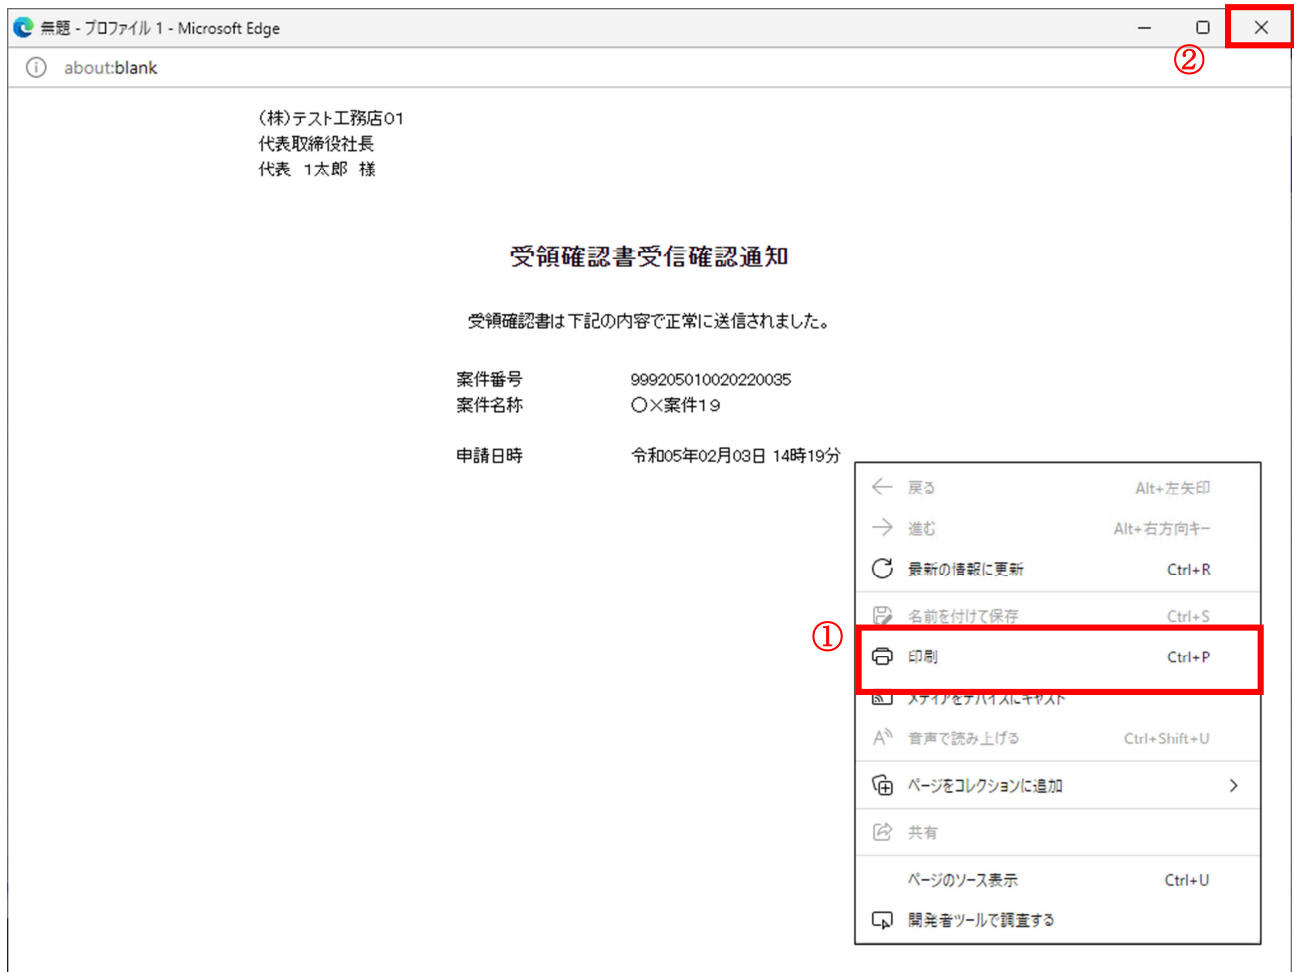 無題 - プロファイル 1 - Microsoft Edge
②
about:blank
(株)テスト工務店01
代表取締役社長
代表 1太郎 様
受領確認書受信確認通知
受領確認書は下記の内容で正常に送信されました。
案件番号 999205010020220035
案件名称 〇×案件19
申請日時 令和05年02月03日 14時19分
戻る Alt+左矢印
進む Alt+右方向キー
最新の情報に更新 Ctrl+R
名前を付けて保存 Ctrl+S
①
印刷 Ctrl+P
メディアをデバイスにキャスト
音声で読み上げる Ctrl+Shift+U
ページをコレクションに追加
共有
ページのソース表示 Ctrl+U
開発者ツールで調査する